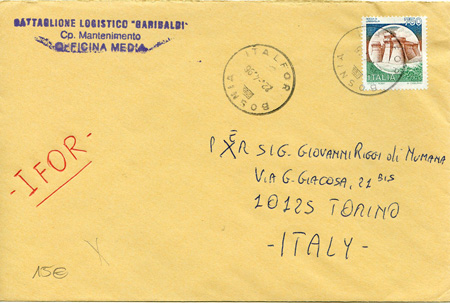 BATTAGLIONE LOGISTICO "GARIBALDI"
Cp. Mantenimento
OFFICINA MEDIA
ITALFOR
BOSNIA
ITALIA
- IFOR -
PER SIG. GIOVANNI RIGGI di NUMANA
VIA G. GIACOSA, 21 BIS
10125 TORINO
- ITALY -
15€